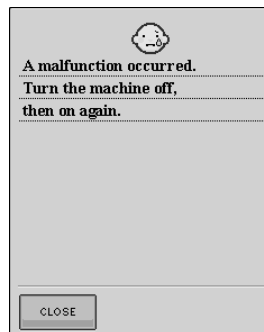 A malfunction occurred.
Turn the machine off,
then on again.
CLOSE